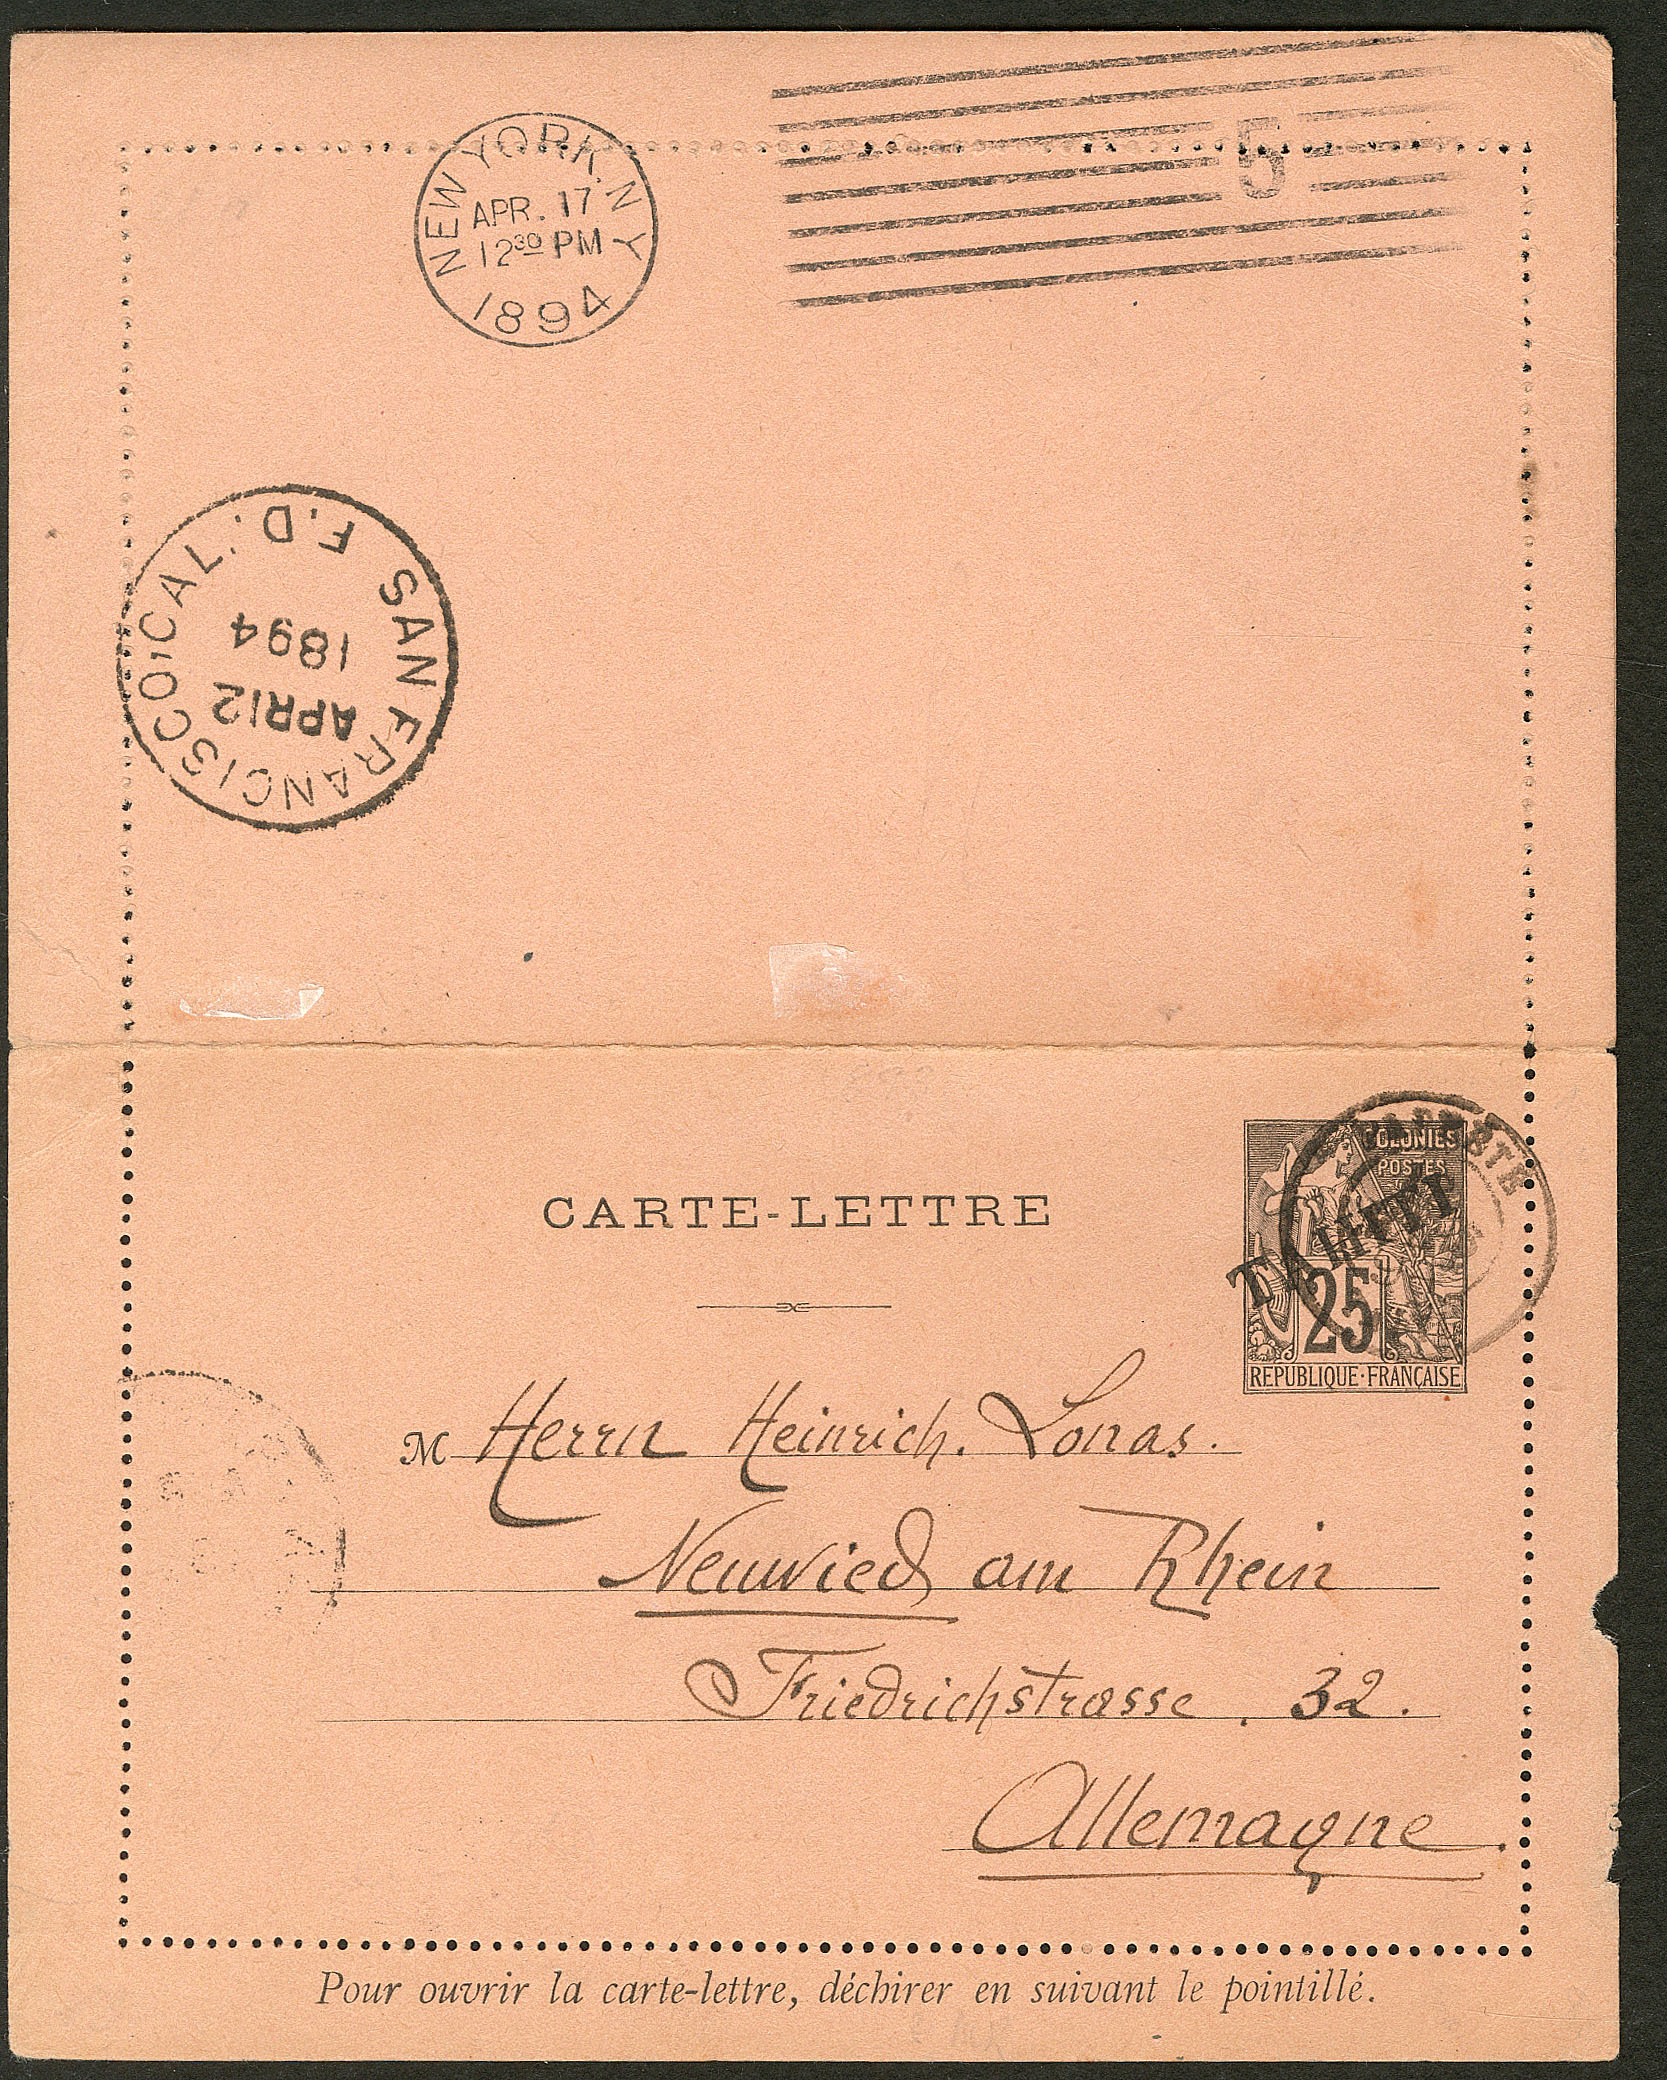 NEW YORK, N.Y.
APR. 17
12 30 PM
1894
5
SAN FRANCISCO, CAL. F.D.
1894
APR 12
CARTE-LETTRE
COLONIES
POSTES
TAHITI
25
REPUBLIQUE·FRANÇAISE
M Herrn Heinrich. Lonas.
Neuwied am Rhein
Friedrichstrasse. 32.
Allemagne.
Pour ouvrir la carte-lettre, déchirer en suivant le pointillé.